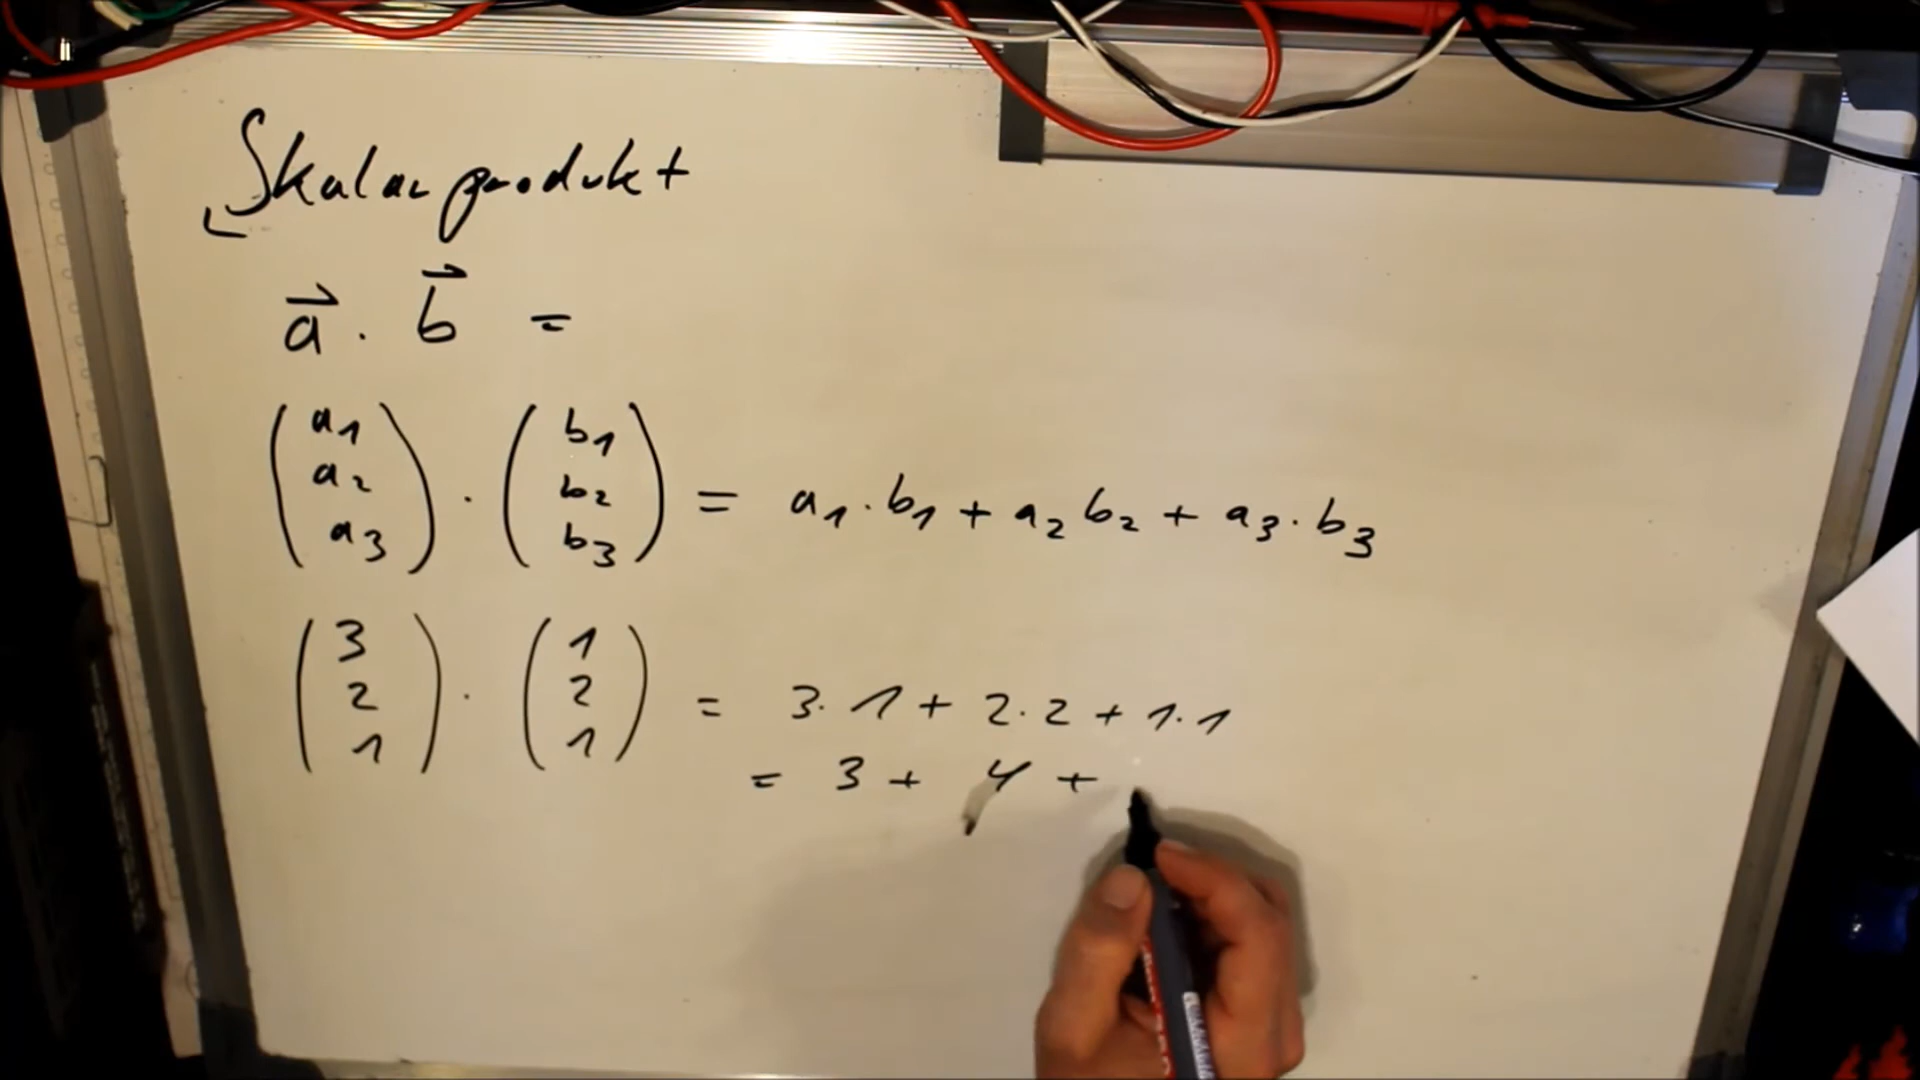 Skalarprodukt
a⃗ · b⃗ =
(a1 a2 a3) · (b1 b2 b3) = a1 · b1 + a2 b2 + a3 · b3
(3 2 1) · (1 2 1) = 3 · 1 + 2 · 2 + 1 · 1
= 3 + 4 +